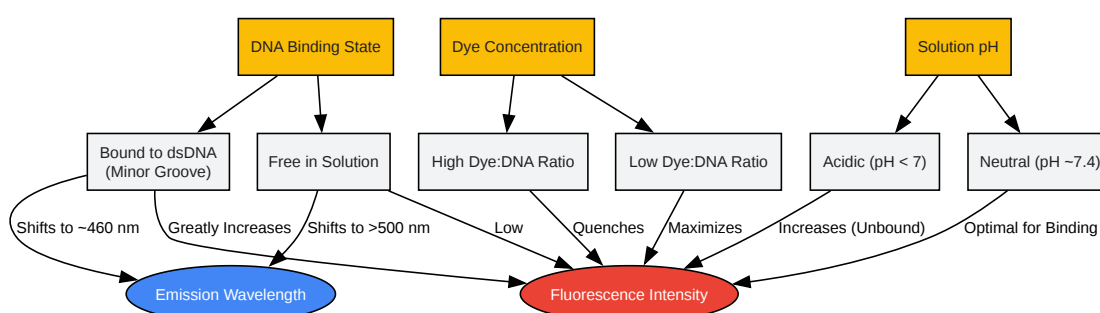 DNA Binding State
Dye Concentration
Solution pH
Bound to dsDNA
(Minor Groove)
Free in Solution
High Dye:DNA Ratio
Low Dye:DNA Ratio
Acidic (pH < 7)
Neutral (pH ~7.4)
Shifts to ~460 nm
Greatly Increases
Shifts to >500 nm
Low
Quenches
Maximizes
Increases (Unbound)
Optimal for Binding
Emission Wavelength
Fluorescence Intensity